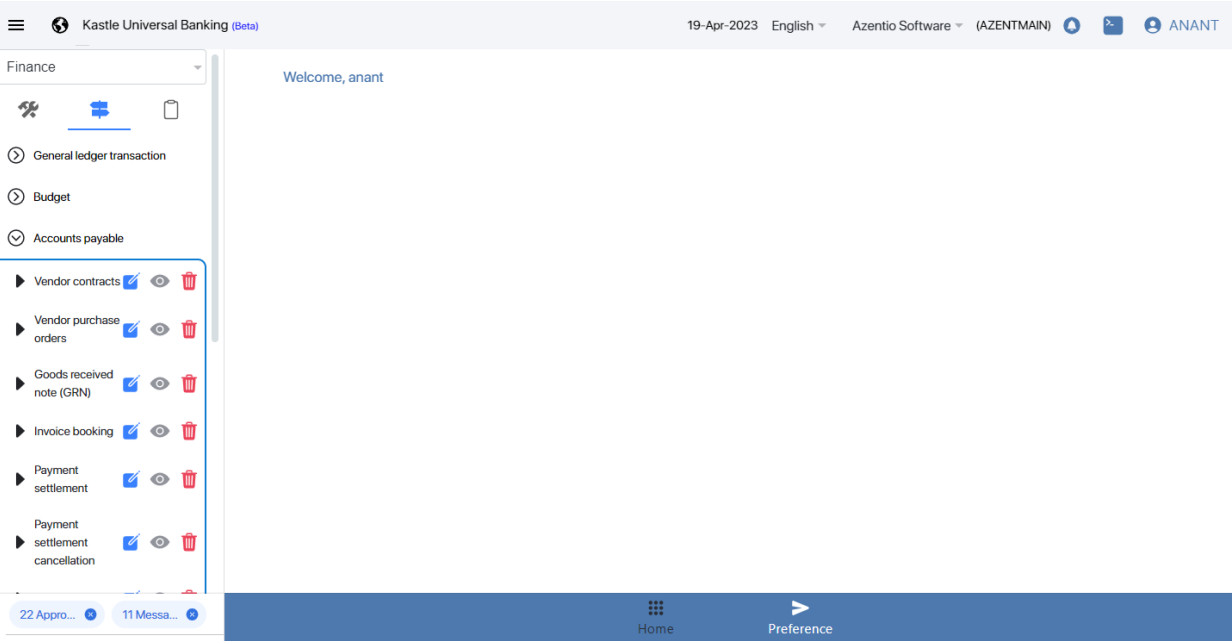 Kastle Universal Banking (Beta)
19-Apr-2023 English Azentio Software (AZENTMAIN) ANANT
Finance
Welcome, anant
General ledger transaction
Budget
Accounts payable
Vendor contracts
Vendor purchase
orders
Goods received
note (GRN)
Invoice booking
Payment
settlement
Payment
settlement
cancellation
22 Appro...
11 Messa...
Home
Preference